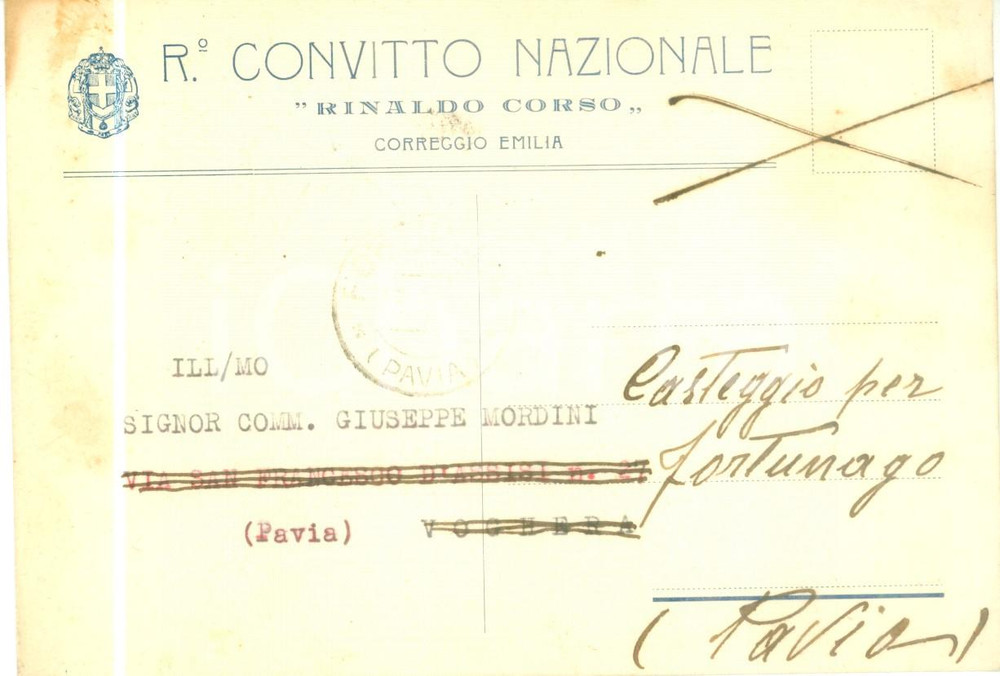 R.º CONVITTO NAZIONALE
"RINALDO CORSO„
CORREGGIO EMILIA
(PAVIA)
ILL/MO
SIGNOR COMM. GIUSEPPE MORDINI
VIA SAN FRANCESCO D'ASSISI n. 27
(Pavia) VOGHERA
Casteggio per
Fortunago
(Pavia)